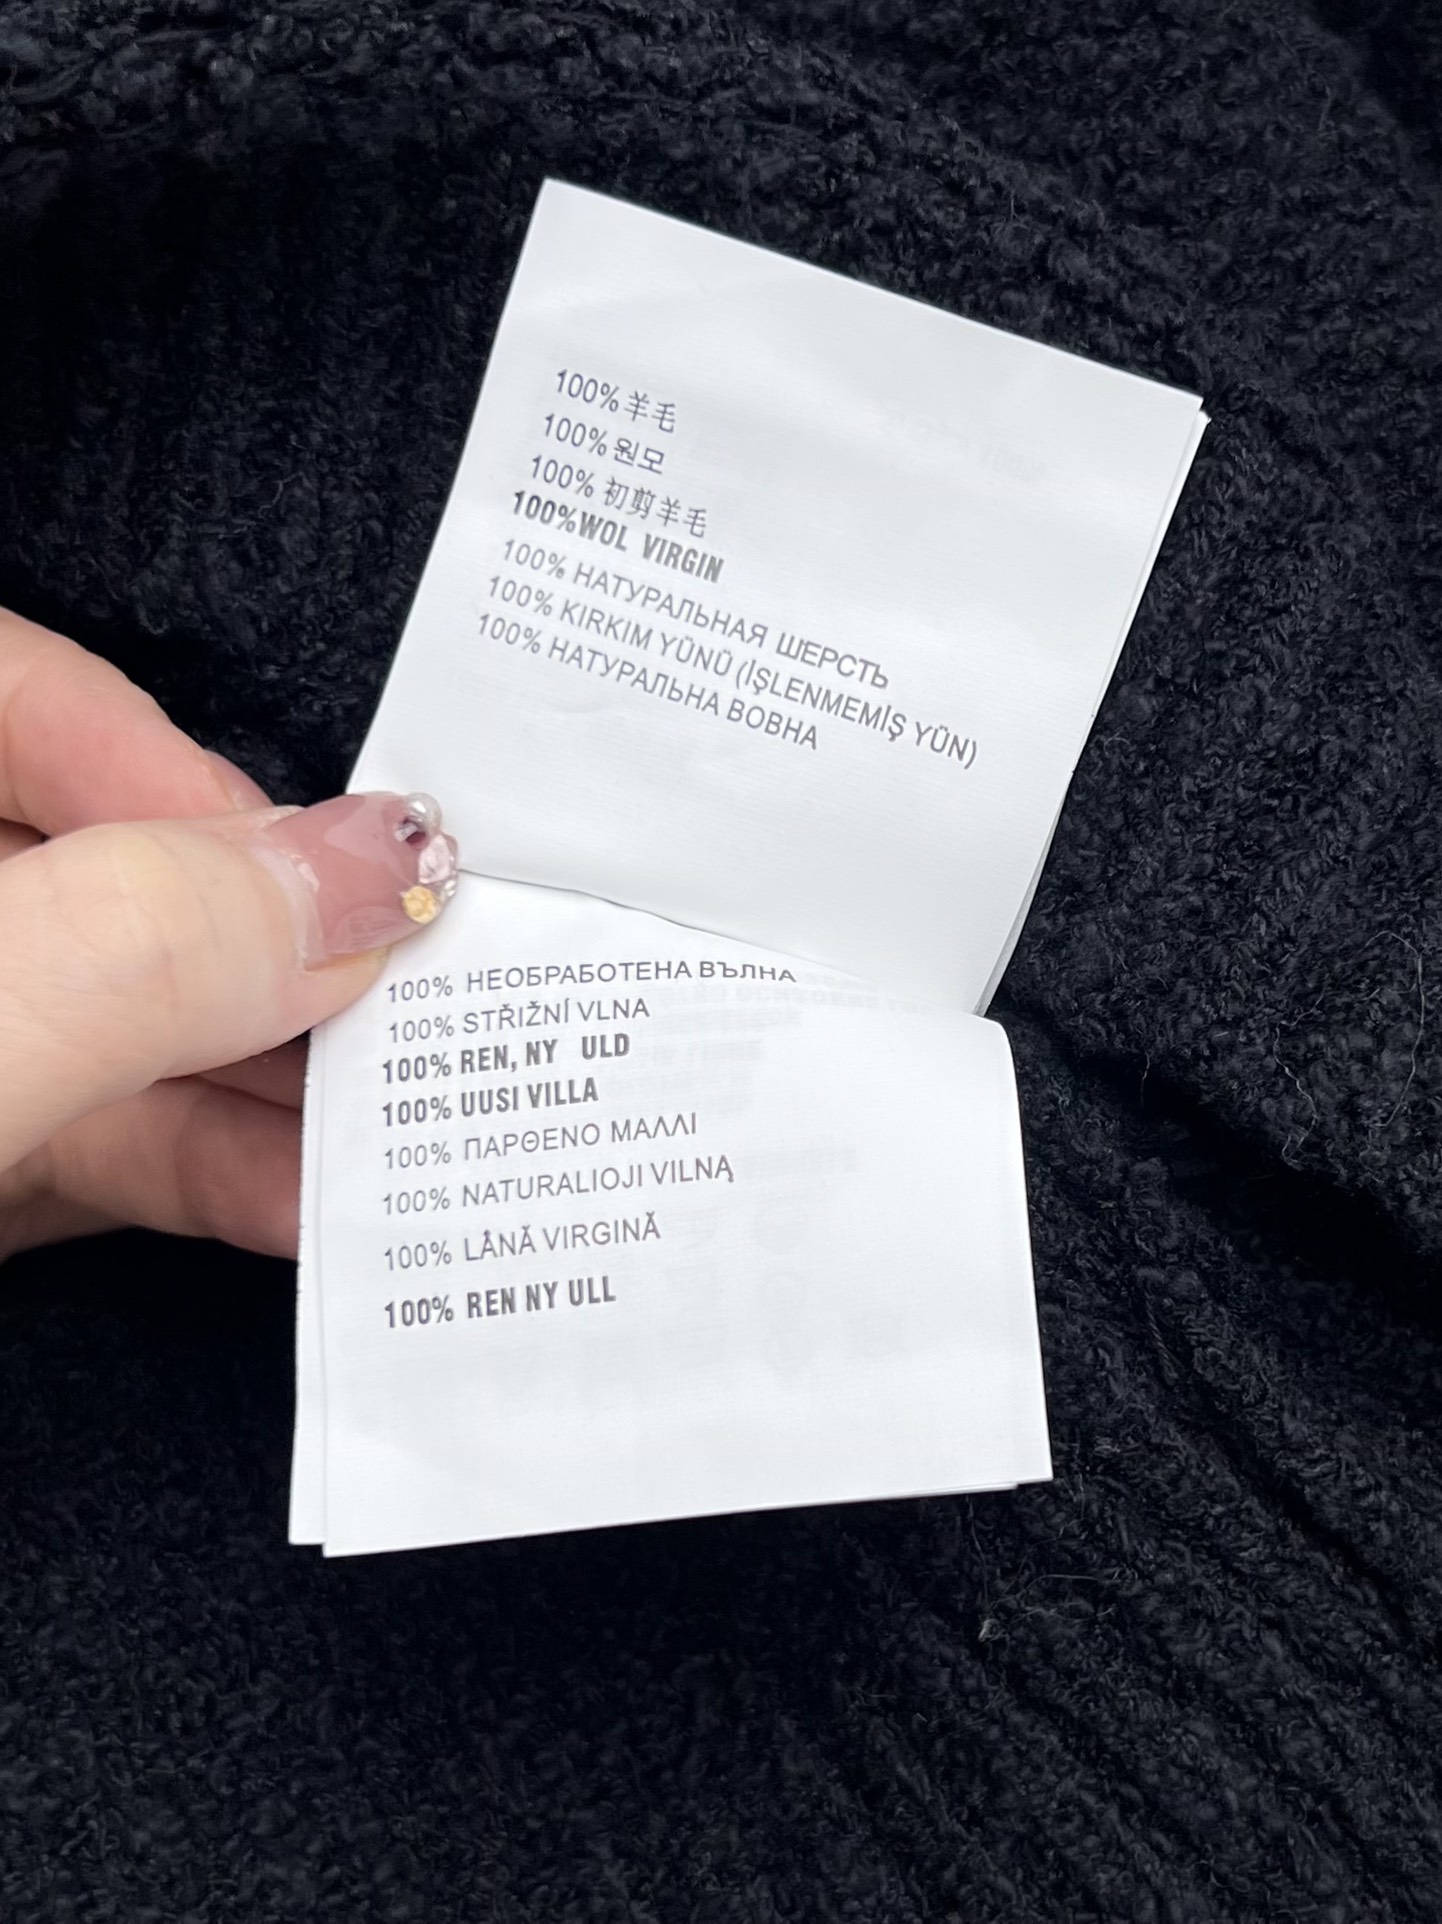 100% 羊毛
100% 원모
100% 初剪羊毛
100%WOL VIRGIN
100% НАТУРАЛЬНАЯ ШЕРСТЬ
100% KIRKIM YÜNÜ (İŞLENMEMİŞ YÜN)
100% НАТУРАЛЬНА ВОВНА
100% НЕОБРАБОТЕНА ВЪЛНА
100% STŘIŽNÍ VLNA
100% REN, NY ULD
100% UUSI VILLA
100% ΠΑΡΘΕΝΟ ΜΑΛΛΙ
100% NATURALIOJI VILNĄ
100% LÂNĂ VIRGINĂ
100% REN NY ULL